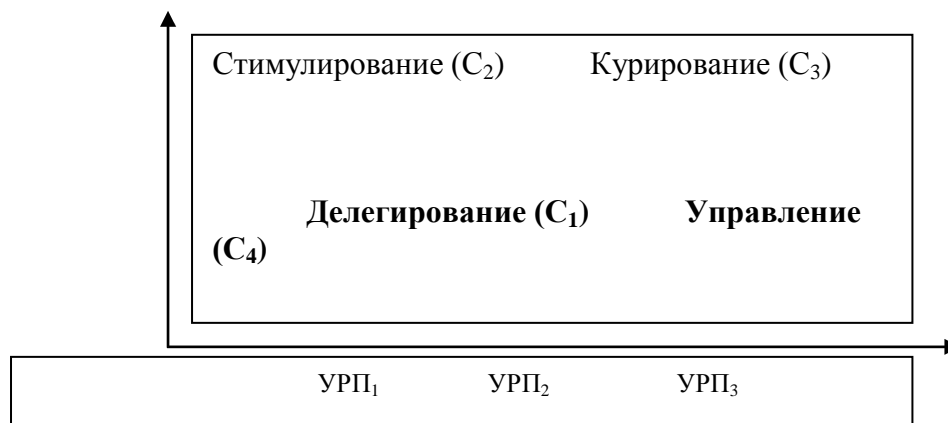 Стимулирование (С₂) Курирование (С₃)
Делегирование (С₁) Управление
(С₄)
УРП₁ УРП₂ УРП₃